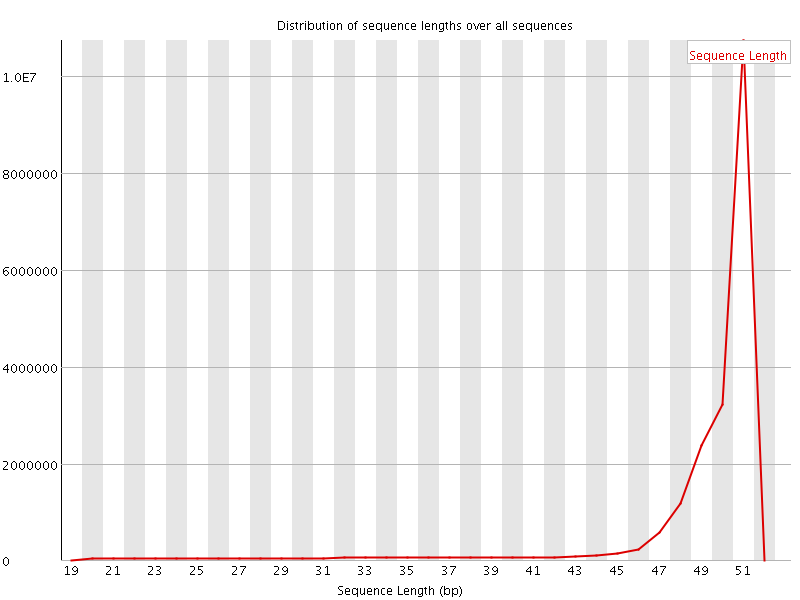 Distribution of sequence lengths over all sequences
Sequence Length
1.0E7
8000000
6000000
4000000
2000000
0
19 21 23 25 27 29 31 33 35 37 39 41 43 45 47 49 51
Sequence Length (bp)